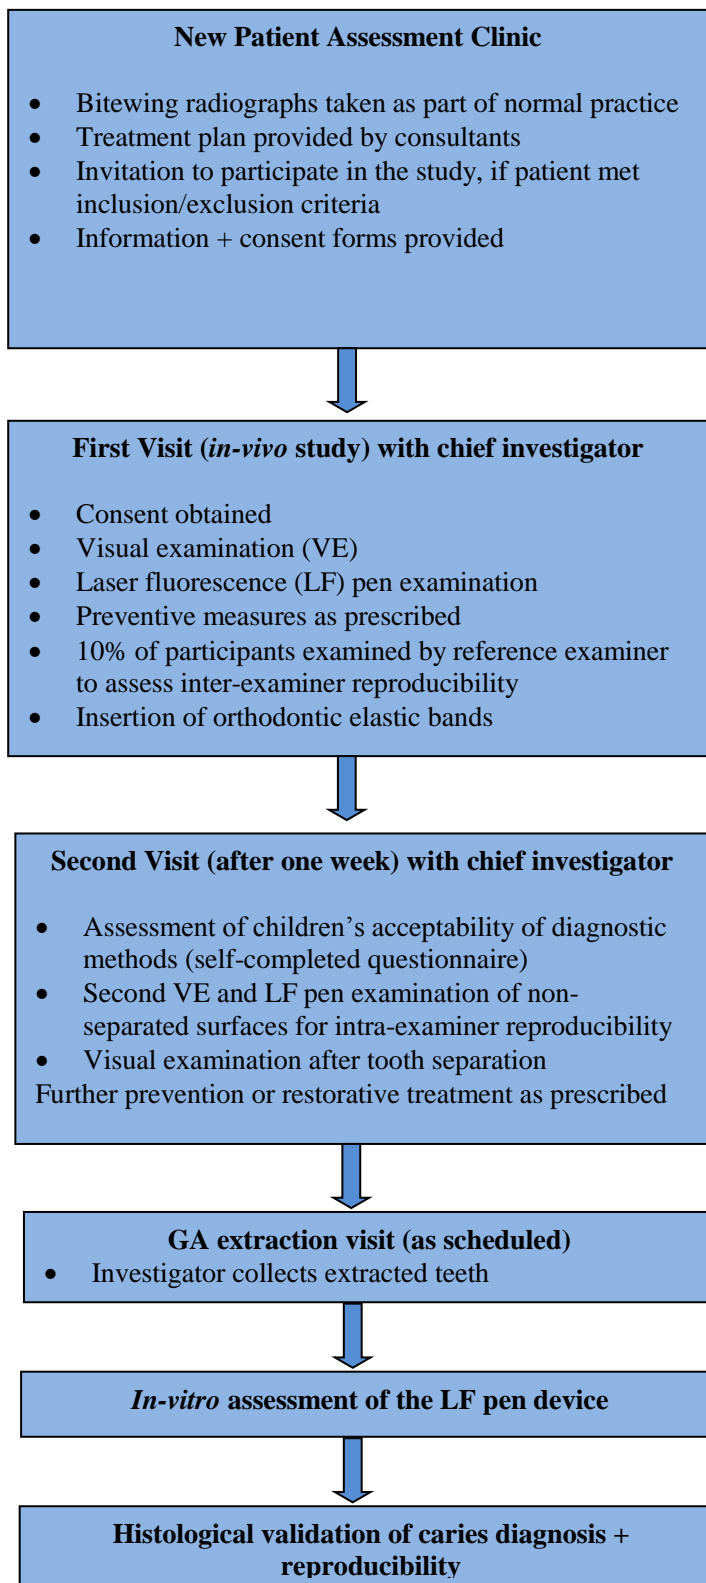 New Patient Assessment Clinic
• Bitewing radiographs taken as part of normal practice
• Treatment plan provided by consultants
• Invitation to participate in the study, if patient met
inclusion/exclusion criteria
• Information + consent forms provided
First Visit (in-vivo study) with chief investigator
• Consent obtained
• Visual examination (VE)
• Laser fluorescence (LF) pen examination
• Preventive measures as prescribed
• 10% of participants examined by reference examiner
to assess inter-examiner reproducibility
• Insertion of orthodontic elastic bands
Second Visit (after one week) with chief investigator
• Assessment of children’s acceptability of diagnostic
methods (self-completed questionnaire)
• Second VE and LF pen examination of non-
separated surfaces for intra-examiner reproducibility
• Visual examination after tooth separation
Further prevention or restorative treatment as prescribed
GA extraction visit (as scheduled)
• Investigator collects extracted teeth
In-vitro assessment of the LF pen device
Histological validation of caries diagnosis +
reproducibility